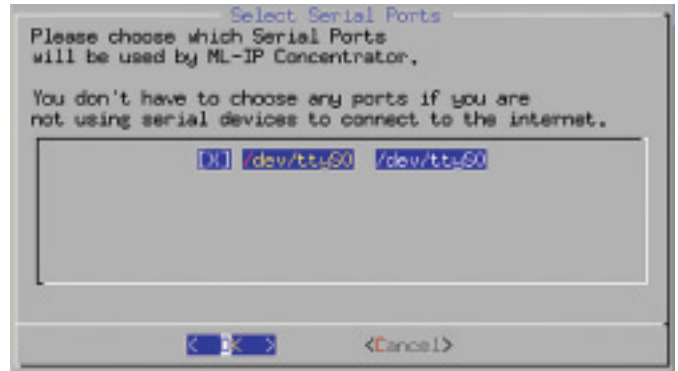 Select Serial Ports
Please choose which Serial Ports
will be used by ML-IP Concentrator.
You don't have to choose any ports if you are
not using serial devices to connect to the internet.
[X] /dev/ttyS0 /dev/ttyS0
< OK > <Cancel>